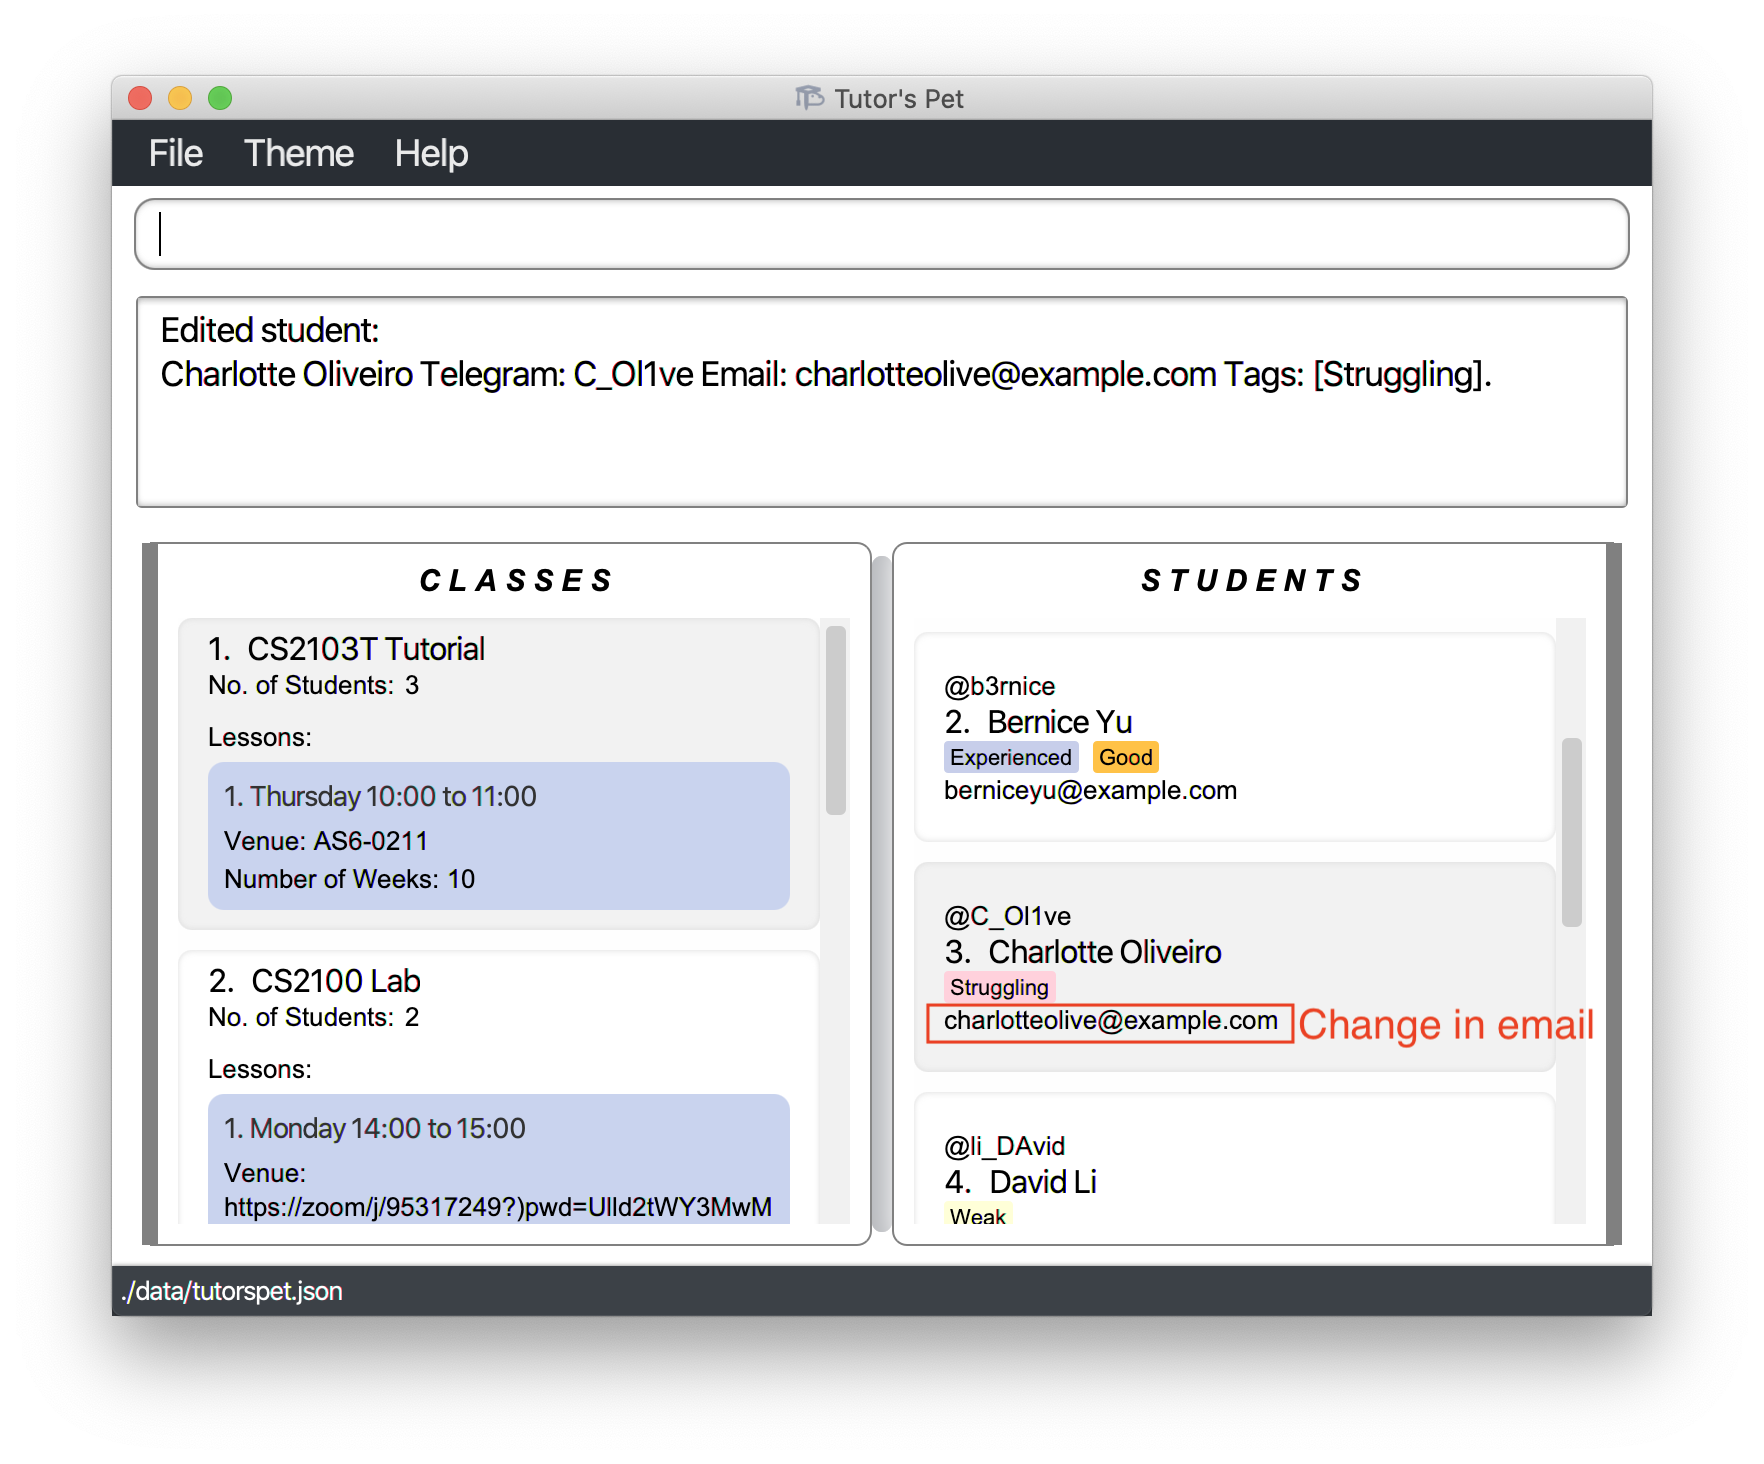 Tutor's Pet
File Theme Help
Edited student:
Charlotte Oliveiro Telegram: C_Ol1ve Email: charlotteolive@example.com Tags: [Struggling].
CLASSES
1. CS2103T Tutorial
No. of Students: 3
Lessons:
1. Thursday 10:00 to 11:00
Venue: AS6-0211
Number of Weeks: 10
2. CS2100 Lab
No. of Students: 2
Lessons:
1. Monday 14:00 to 15:00
Venue:
https://zoom/j/95317249?)pwd=Ulld2tWY3MwM
STUDENTS
@b3rnice
2. Bernice Yu
Experienced Good
berniceyu@example.com
@C_Ol1ve
3. Charlotte Oliveiro
Struggling
charlotteolive@example.com Change in email
@li_DAvid
4. David Li
Weak
./data/tutorspet.json